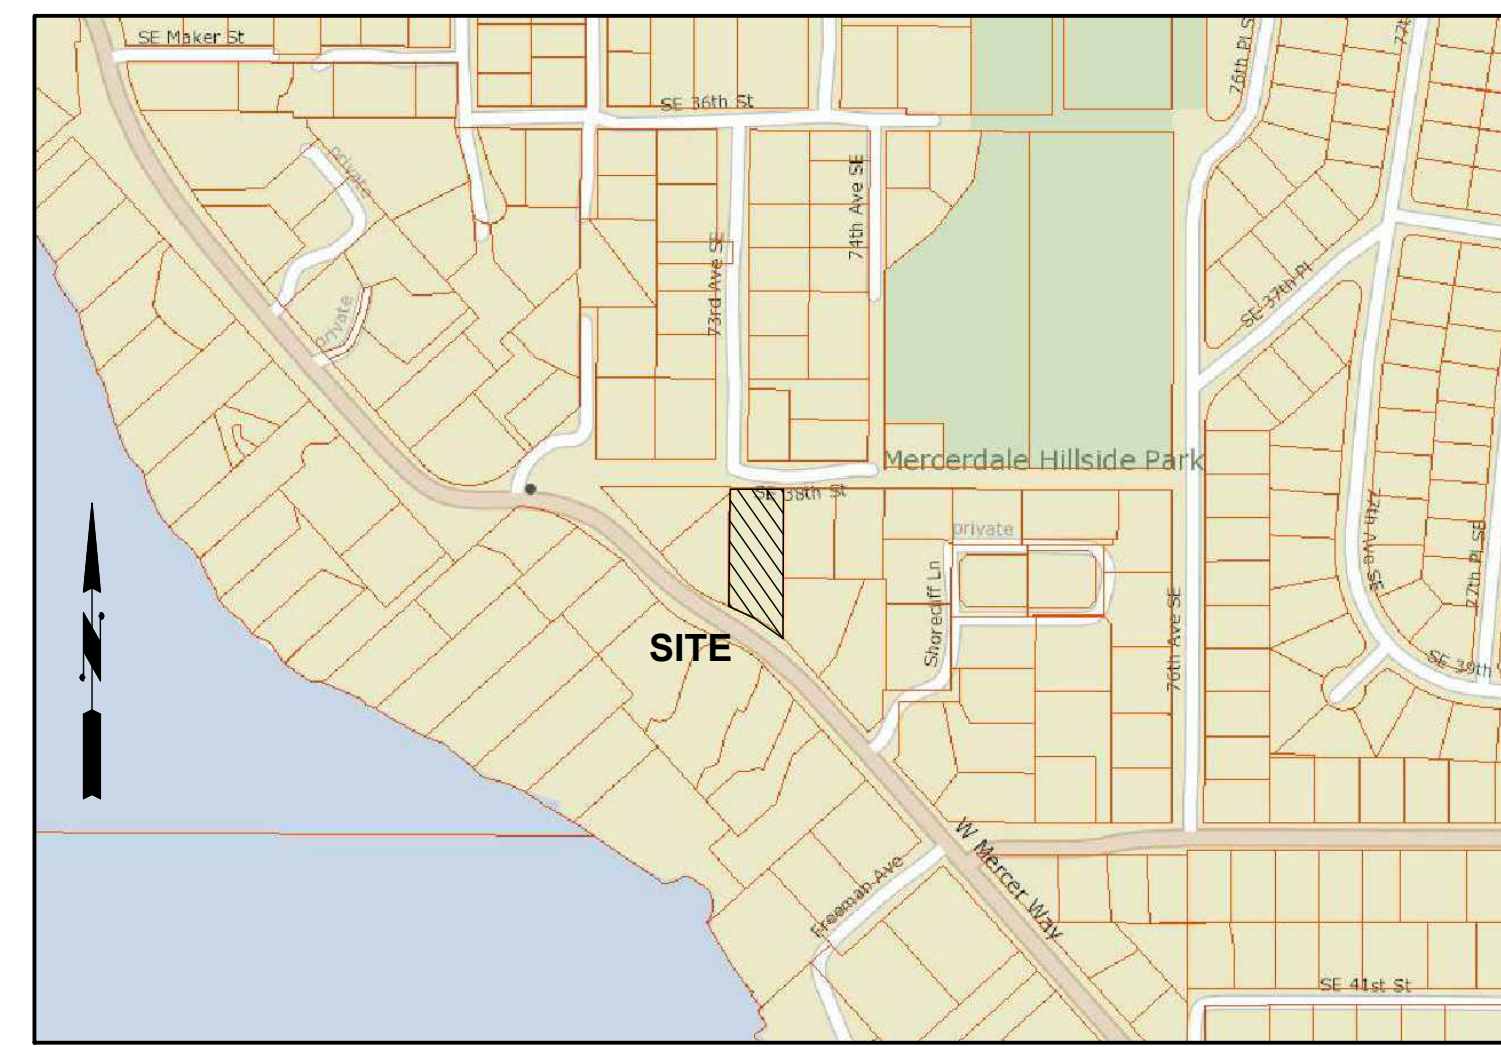 SE Maker St
76th Pl S
77t
SE 36th St
private
74th Ave SE
73rd Ave SE
SE 37th Pl
private
Mercerdale Hillside Park
SE 38th St
private
77th Ave SE
77th Pl SE
Shorecliff Ln
76th Ave SE
N
SITE
SE 39th
W Mercer Way
Freeman Ave
SE 41st St